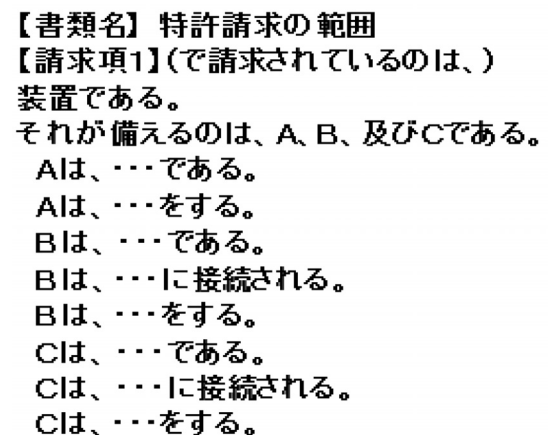 【書類名】 特許請求の範囲
【請求項1】(で請求されているのは、)
装置である。
それが備えるのは、A、B、及びCである。
Aは、・・・である。
Aは、・・・をする。
Bは、・・・である。
Bは、・・・に接続される。
Bは、・・・をする。
Cは、・・・である。
Cは、・・・に接続される。
Cは、・・・をする。